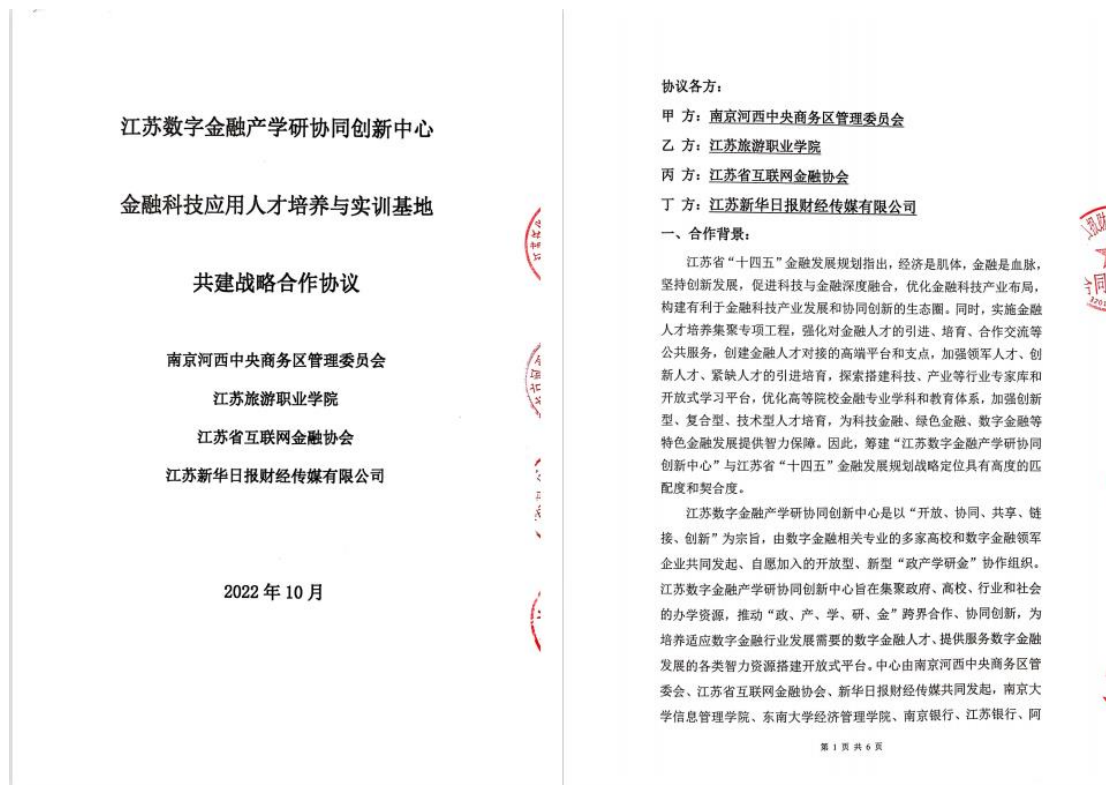 江苏数字金融产学研协同创新中心
金融科技应用人才培养与实训基地
共建战略合作协议
南京河西中央商务区管理委员会
江苏旅游职业学院
江苏省互联网金融协会
江苏新华日报财经传媒有限公司
2022 年 10 月
协议各方：
甲 方：南京河西中央商务区管理委员会
乙 方：江苏旅游职业学院
丙 方：江苏省互联网金融协会
丁 方：江苏新华日报财经传媒有限公司
一、合作背景：
江苏省“十四五”金融发展规划指出，经济是肌体，金融是血脉，
坚持创新发展，促进科技与金融深度融合，优化金融科技产业布局，
构建有利于金融科技产业发展和协同创新的生态圈。同时，实施金融
人才培养集聚专项工程，强化对金融人才的引进、培育、合作交流等
公共服务，创建金融人才对接的高端平台和支点，加强领军人才、创
新人才、紧缺人才的引进培育，探索搭建科技、产业等行业专家库和
开放式学习平台，优化高等院校金融专业学科和教育体系，加强创新
型、复合型、技术型人才培育，为科技金融、绿色金融、数字金融等
特色金融发展提供智力保障。因此，筹建“江苏数字金融产学研协同
创新中心”与江苏省“十四五”金融发展规划战略定位具有高度的匹
配度和契合度。
江苏数字金融产学研协同创新中心是以“开放、协同、共享、链
接、创新”为宗旨，由数字金融相关专业的多家高校和数字金融领军
企业共同发起、自愿加入的开放型、新型“政产学研金”协作组织。
江苏数字金融产学研协同创新中心旨在集聚政府、高校、行业和社会
的办学资源，推动“政、产、学、研、金”跨界合作、协同创新，为
培养适应数字金融行业发展需要的数字金融人才、提供服务数字金融
发展的各类智力资源搭建开放式平台。中心由南京河西中央商务区管
委会、江苏省互联网金融协会、新华日报财经传媒共同发起，南京大
学信息管理学院、东南大学经济管理学院、南京银行、江苏银行、阿
第 1 页 共 6 页